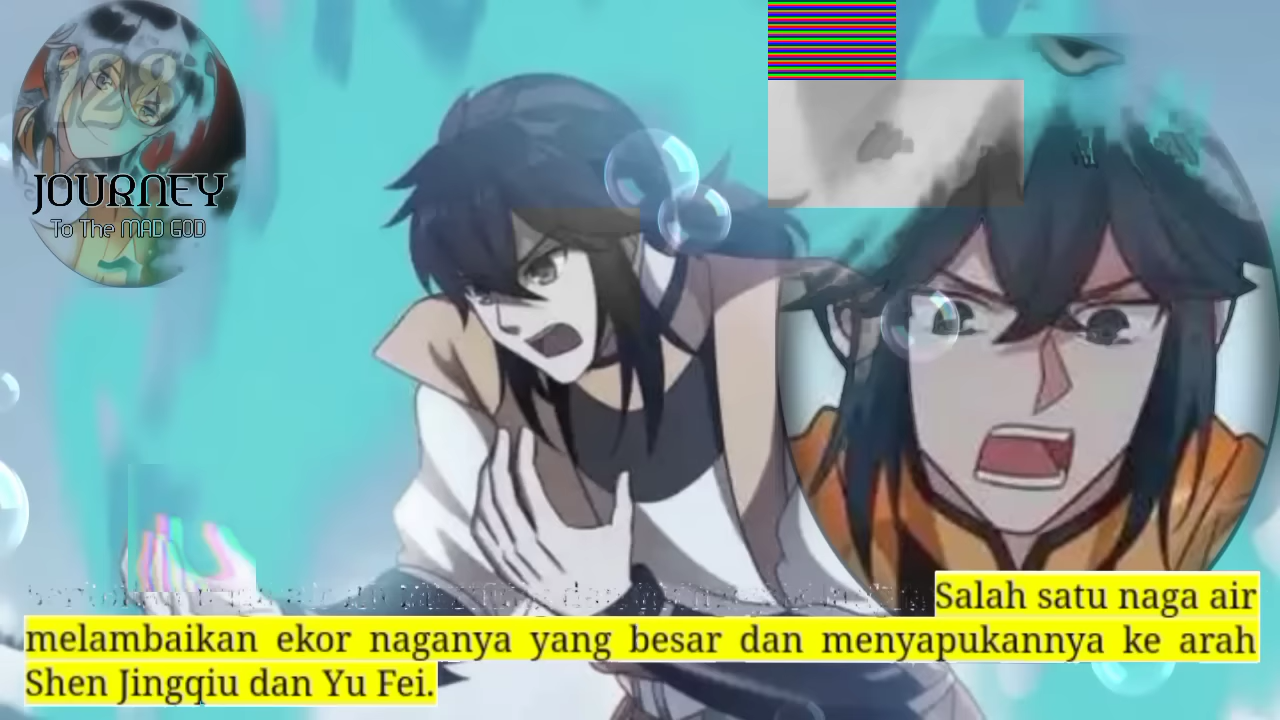 128
JOURNEY
To The MAD GOD
Salah satu naga air
melambaikan ekor naganya yang besar dan menyapukannya ke arah
Shen Jingqiu dan Yu Fei.